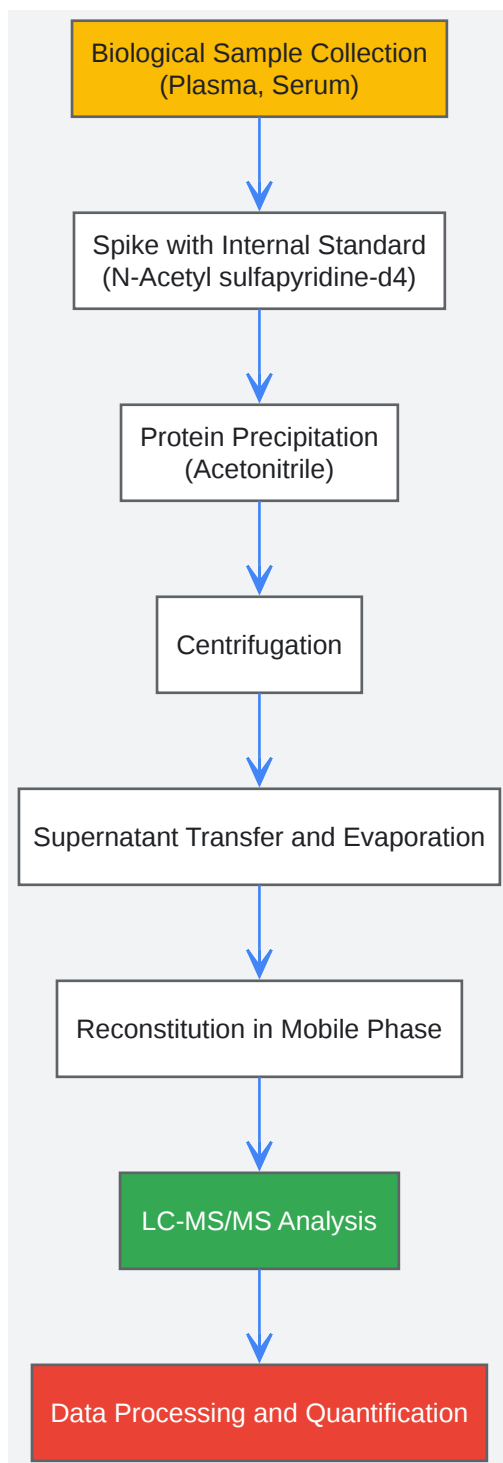 Biological Sample Collection
(Plasma, Serum)
Spike with Internal Standard
(N-Acetyl sulfapyridine-d4)
Protein Precipitation
(Acetonitrile)
Centrifugation
Supernatant Transfer and Evaporation
Reconstitution in Mobile Phase
LC-MS/MS Analysis
Data Processing and Quantification